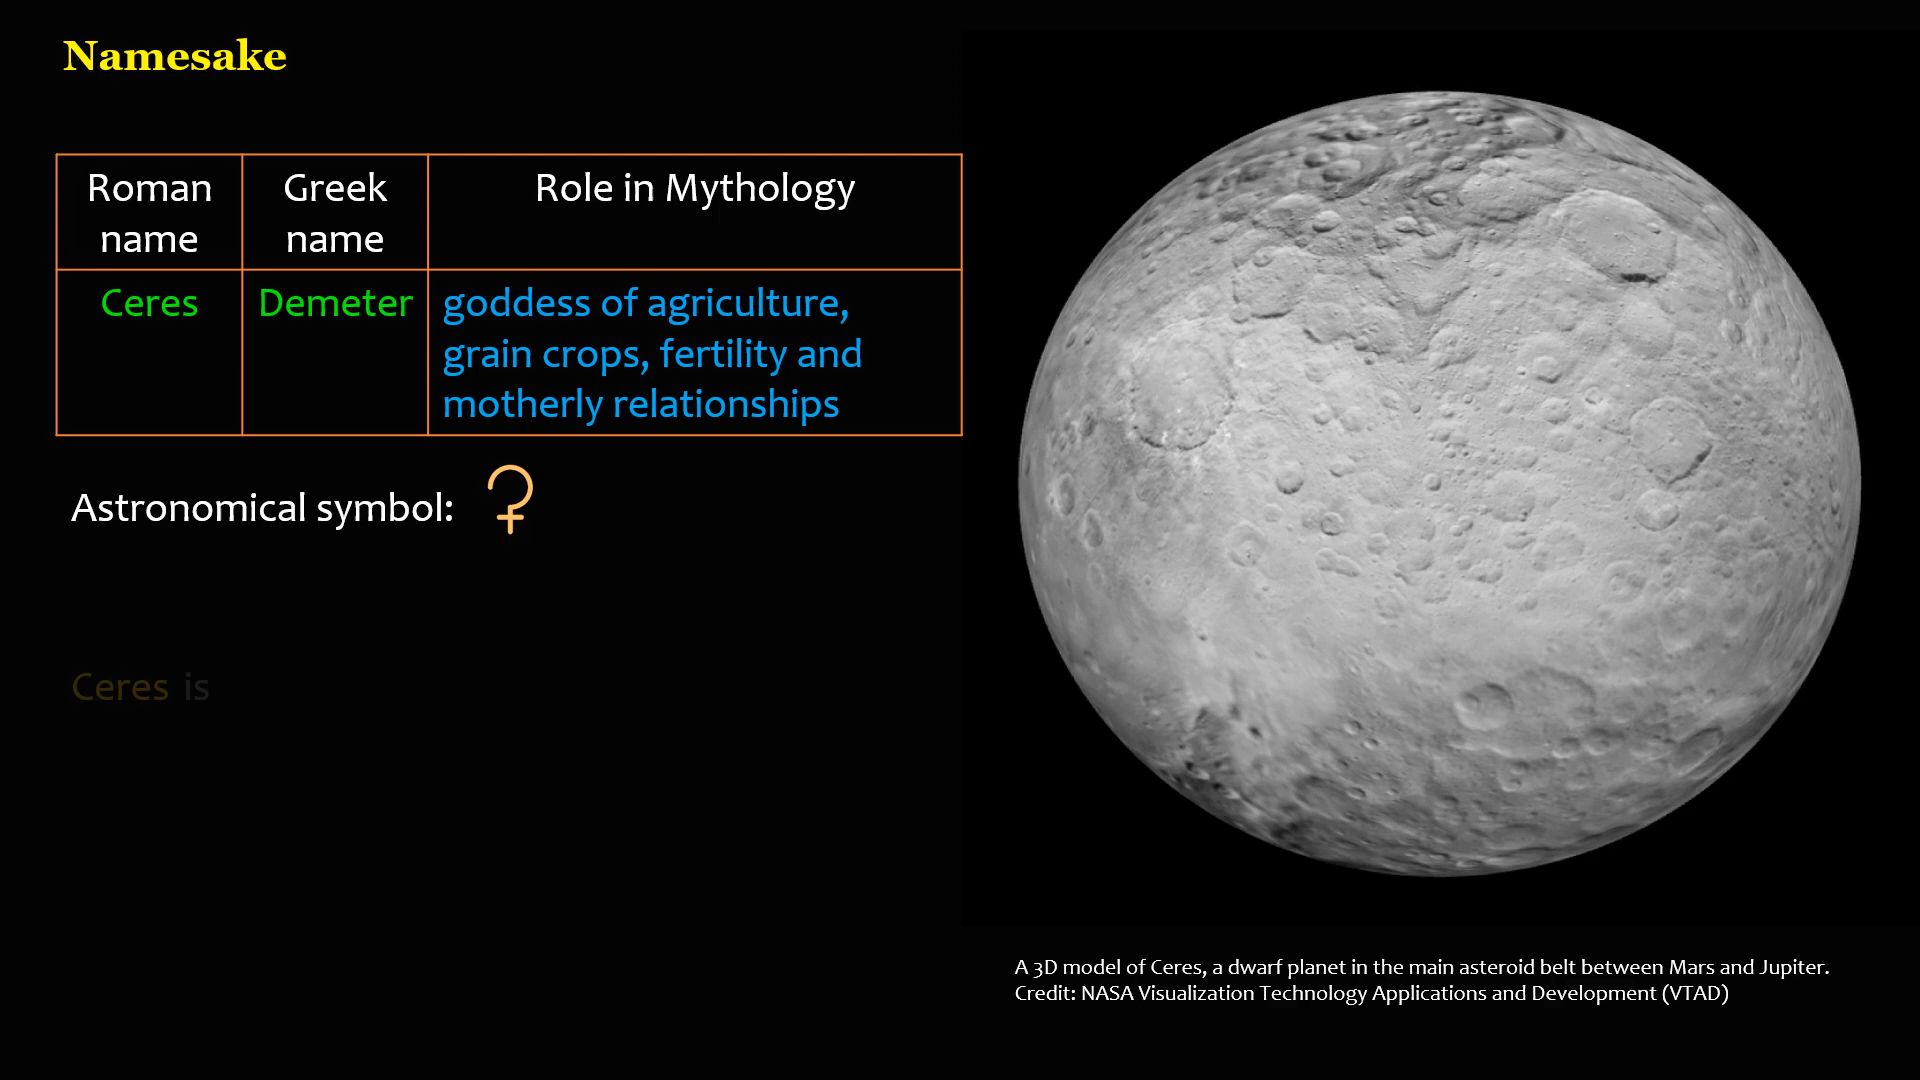 Namesake
Roman name
Greek name
Role in Mythology
Ceres
Demeter
goddess of agriculture,
grain crops, fertility and
motherly relationships
Astronomical symbol: ⚳
Ceres is
A 3D model of Ceres, a dwarf planet in the main asteroid belt between Mars and Jupiter.
Credit: NASA Visualization Technology Applications and Development (VTAD)